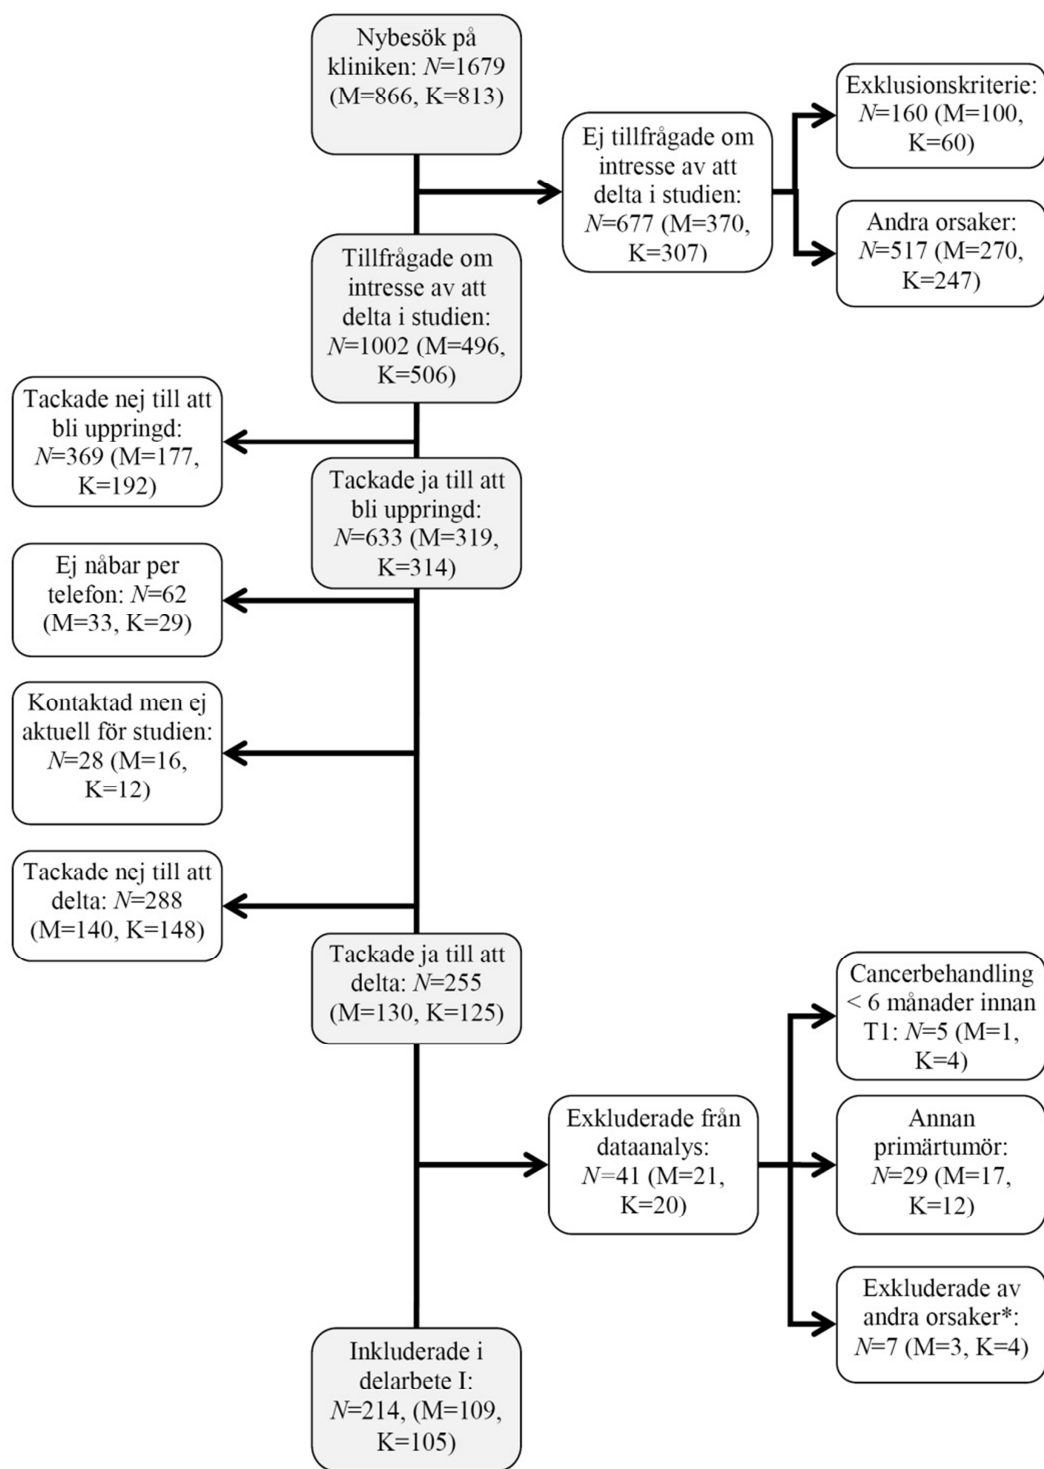 Nybesök på
kliniken: N=1679
(M=866, K=813)
Ej tillfrågade om
intresse av att
delta i studien:
N=677 (M=370,
K=307)
Exklusionskriterie:
N=160 (M=100,
K=60)
Andra orsaker:
N=517 (M=270,
K=247)
Tillfrågade om
intresse av att
delta i studien:
N=1002 (M=496,
K=506)
Tackade nej till att
bli uppringd:
N=369 (M=177,
K=192)
Tackade ja till att
bli uppringd:
N=633 (M=319,
K=314)
Ej nåbar per
telefon: N=62
(M=33, K=29)
Kontaktad men ej
aktuell för studien:
N=28 (M=16,
K=12)
Tackade nej till att
delta: N=288
(M=140, K=148)
Tackade ja till att
delta: N=255
(M=130, K=125)
Exkluderade från
dataanalys:
N=41 (M=21,
K=20)
Cancerbehandling
< 6 månader innan
T1: N=5 (M=1,
K=4)
Annan
primärtumör:
N=29 (M=17,
K=12)
Exkluderade av
andra orsaker*:
N=7 (M=3, K=4)
Inkluderade i
delarbete I:
N=214, (M=109,
K=105)